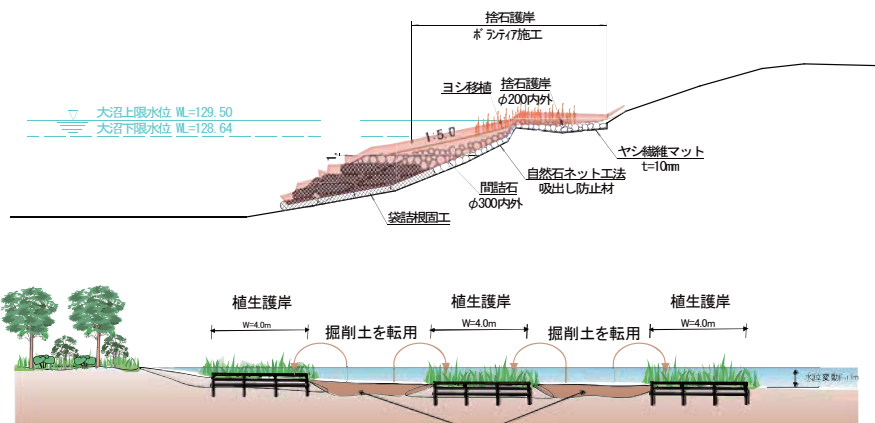 捨石護岸
ボランティア施工
ヨシ移植
捨石護岸
φ200内外
大沼上限水位 WL=129.50
大沼下限水位 WL=128.64
1:5.0
ヤシ繊維マット
t=10mm
自然石ネット工法
吸出し防止材
間詰石
φ300内外
袋詰根固工
植生護岸
W=4.0m
掘削土を転用
植生護岸
W=4.0m
掘削土を転用
植生護岸
W=4.0m
水位変動